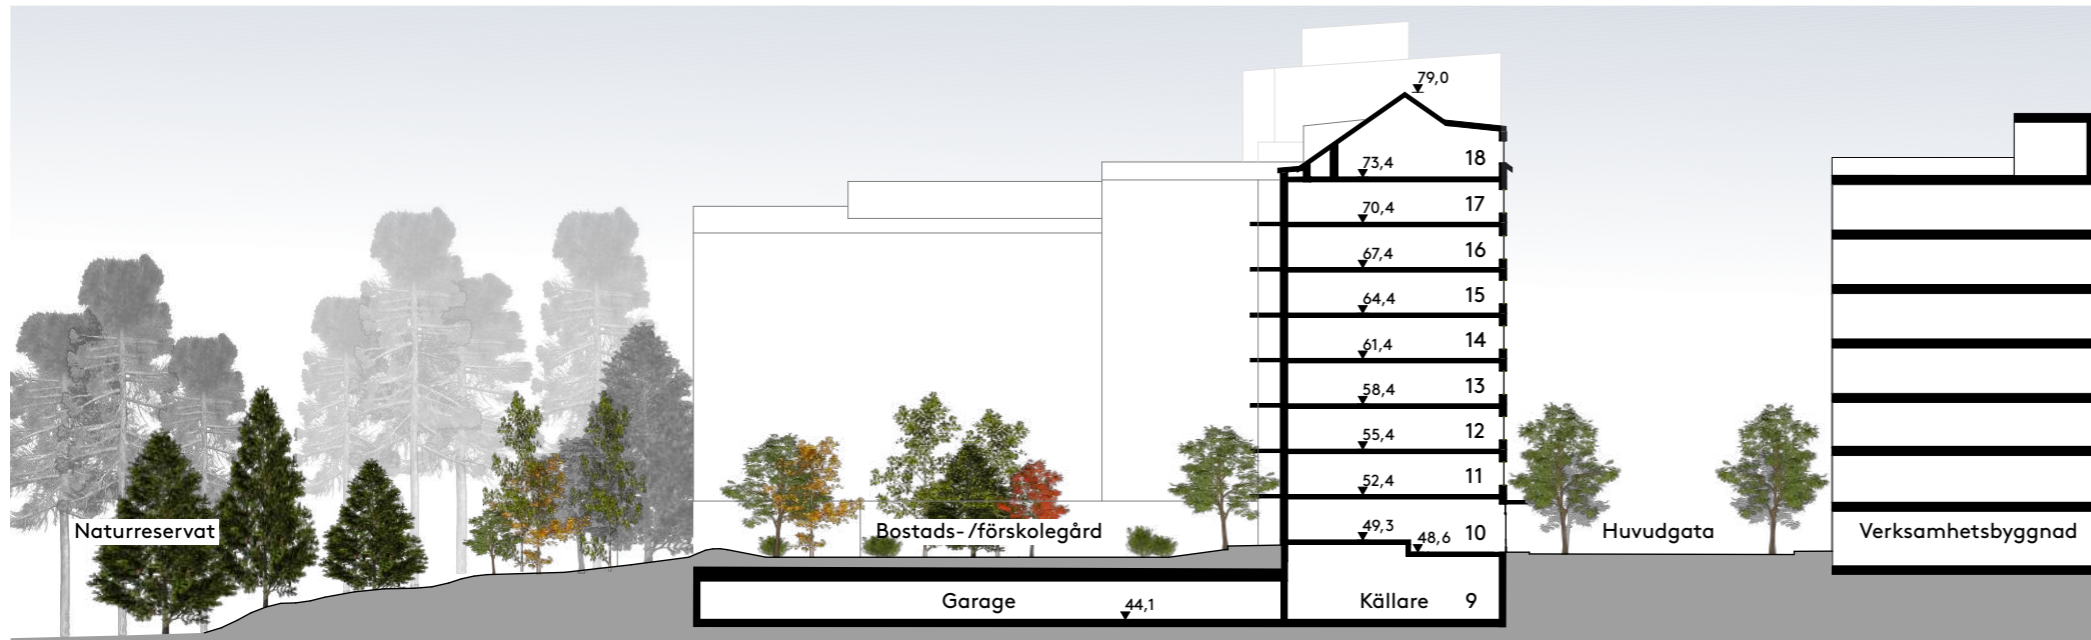 79,0
73,4 18
70,4 17
67,4 16
64,4 15
61,4 14
58,4 13
55,4 12
52,4 11
Naturreservat
Bostads-/förskolegård
49,3 48,6 10
Huvudgata
Verksamhetsbyggnad
Garage
44,1
Källare 9